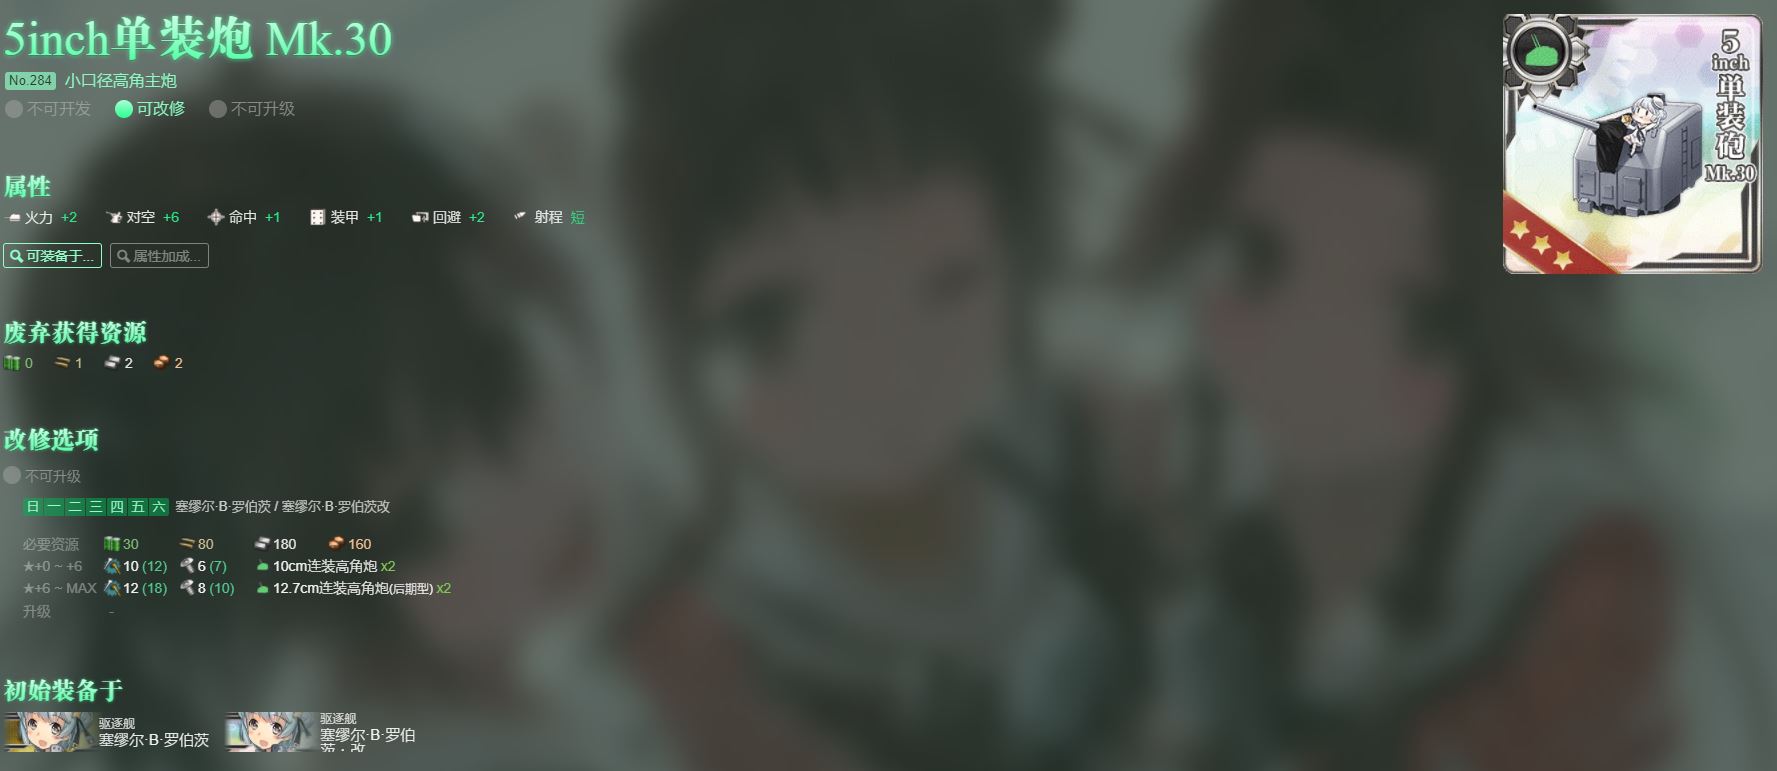 5inch单装炮 Mk.30
No.284 小口径高角主炮
不可开发 可改修 不可升级
属性
火力 +2 对空 +6 命中 +1 装甲 +1 回避 +2 射程 短
可装备于... 属性加成...
废弃获得资源
0 1 2 2
改修选项
不可升级
日 一 二 三 四 五 六 塞缪尔·B·罗伯茨 / 塞缪尔·B·罗伯茨改
必要资源 30 80 180 160
★+0 ~ +6 10 (12) 6 (7) 10cm连装高角炮 x2
★+6 ~ MAX 12 (18) 8 (10) 12.7cm连装高角炮(后期型) x2
升级 -
初始装备于
驱逐舰
塞缪尔·B·罗伯茨
驱逐舰
塞缪尔·B·罗伯
茨・改
5
inch
単
装
砲
Mk.30